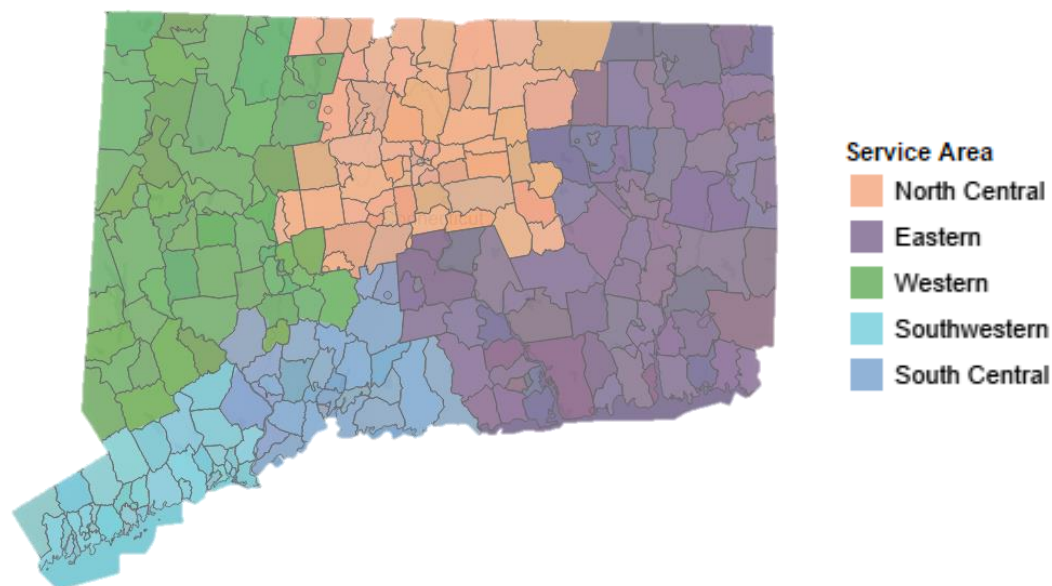 Service Area
North Central
Eastern
Western
Southwestern
South Central